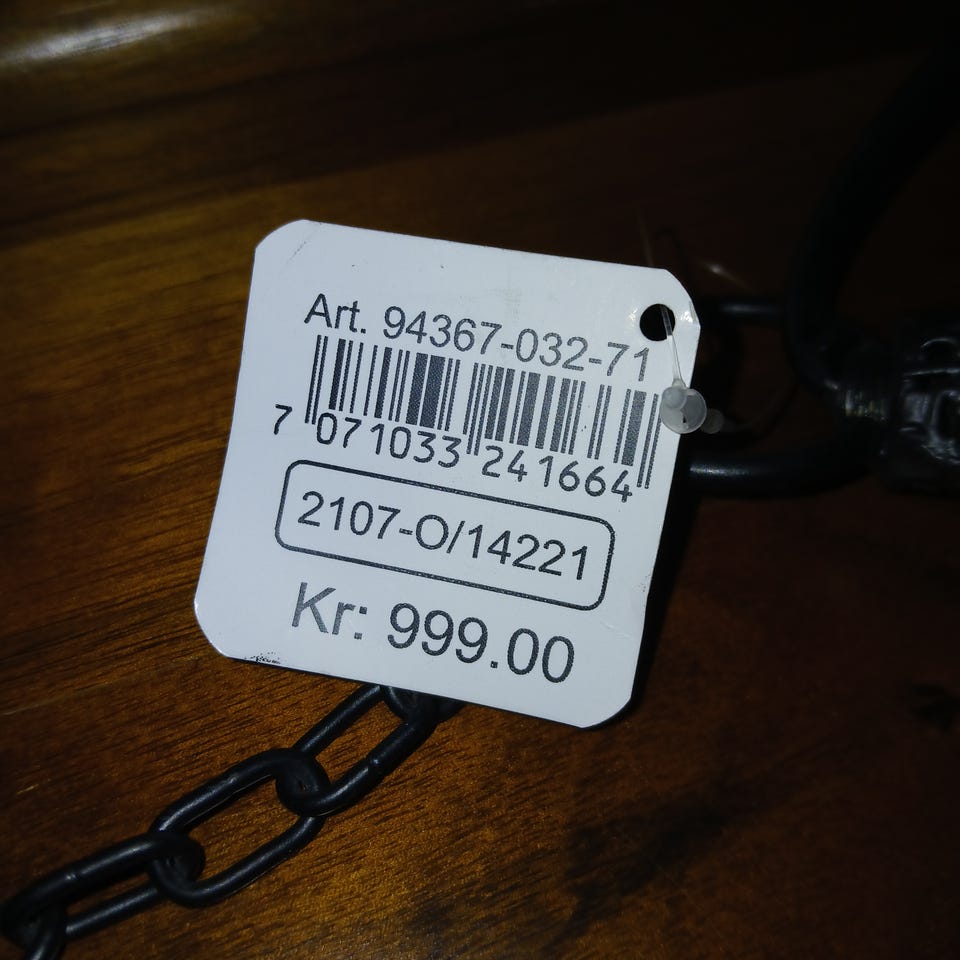 Art. 94367-032-71
7 071033 241664
2107-O/14221
Kr: 999.00